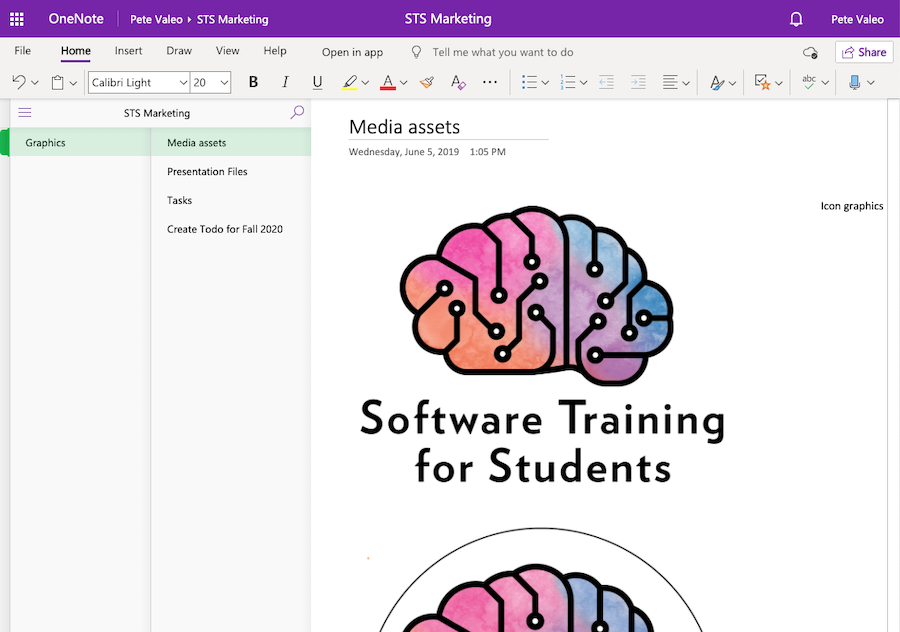 OneNote
Pete Valeo ▸ STS Marketing
STS Marketing
Pete Valeo
File
Home
Insert
Draw
View
Help
Open in app
Tell me what you want to do
Share
Calibri Light
20
B
I
U
A
A
...
abc
STS Marketing
Graphics
Media assets
Presentation Files
Tasks
Create Todo for Fall 2020
Media assets
Wednesday, June 5, 2019 1:05 PM
Icon graphics
Software Training
for Students